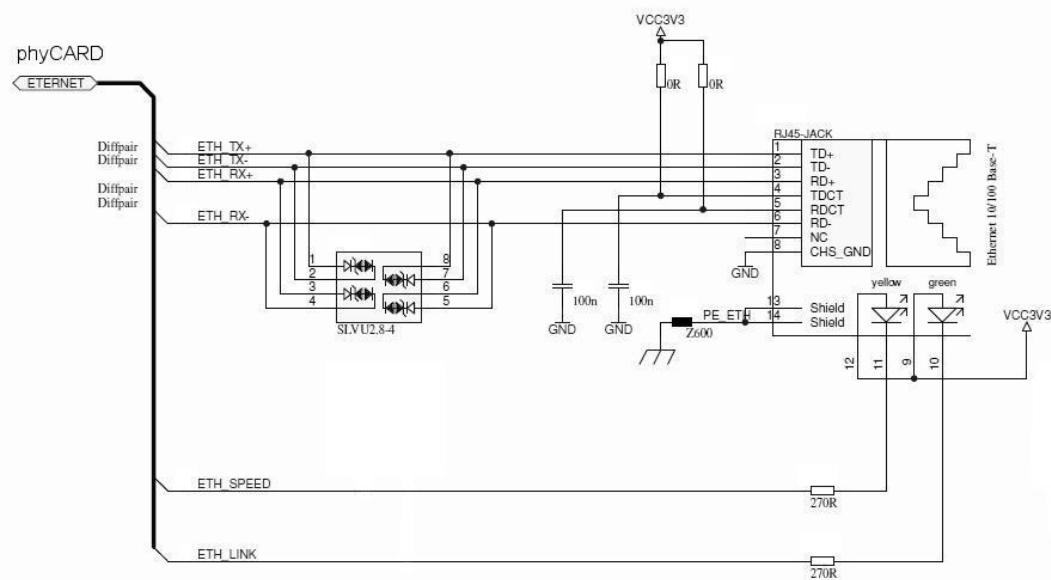 VCC3V3
phyCARD
ETERNET
0R
0R
RJ45-JACK
Diffpair
Diffpair
Diffpair
Diffpair
ETH_TX+
ETH_TX-
ETH_RX+
ETH_RX-
1
2
3
4
5
6
7
8
TD+
TD-
RD+
TDCT
RDCT
RD-
NC
CHS_GND
Ethernet 10/100 Base-T
GND
1
2
3
4
8
7
6
5
SLVU2.8-4
100n
GND
100n
GND
PE_ETH
Z600
13
14
Shield
Shield
yellow
green
VCC3V3
12
11
9
10
ETH_SPEED
270R
ETH_LINK
270R